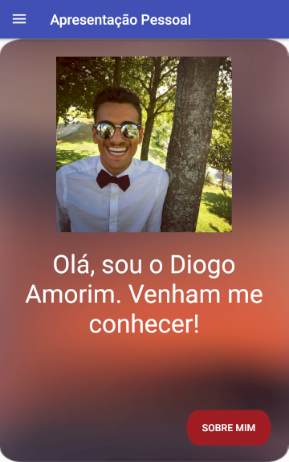 Apresentação Pessoal
Olá, sou o Diogo
Amorim. Venham me
conhecer!
SOBRE MIM